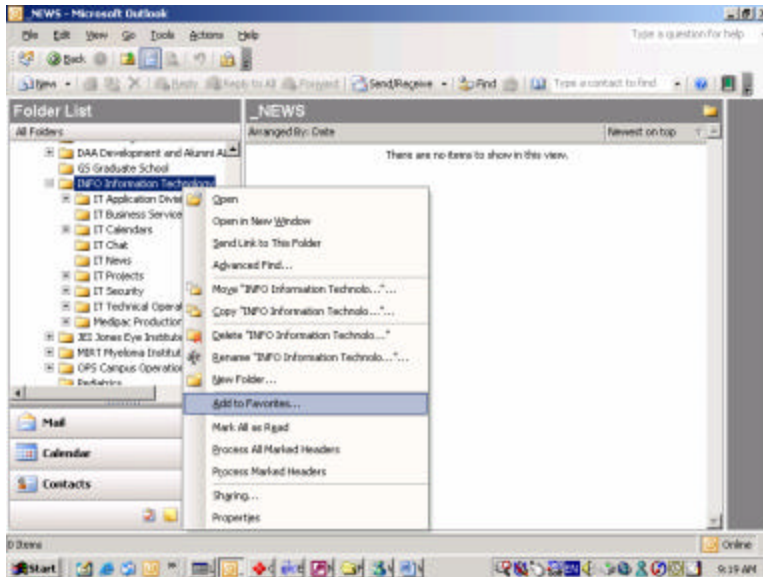 _NEWS - Microsoft Outlook
File Edit View Go Tools Actions Help
Type a question for help
Back
New Reply Reply to All Forward Send/Receive Find Type a contact to find
Folder List
_NEWS
All Folders
Arranged By: Date Newest on top
There are no items to show in this view.
DAA Development and Alumni A
GS Graduate School
INFO Information Technology
IT Application Divis
IT Business Service
IT Calendars
IT Chat
IT News
IT Projects
IT Security
IT Technical Operat
Medipac Production
JEI Jones Eye Institute
MIRT Myeloma Institut
OPS Campus Operation
Pediatrics
Open
Open in New Window
Send Link to This Folder
Advanced Find...
Move "INFO Information Technolo..."...
Copy "INFO Information Technolo..."...
Delete "INFO Information Technolo..."
Rename "INFO Information Technolo..."...
New Folder...
Add to Favorites...
Mark All as Read
Process All Marked Headers
Process Marked Headers
Sharing...
Properties
Mail
Calendar
Contacts
0 Items
Online
Start
9:19 AM